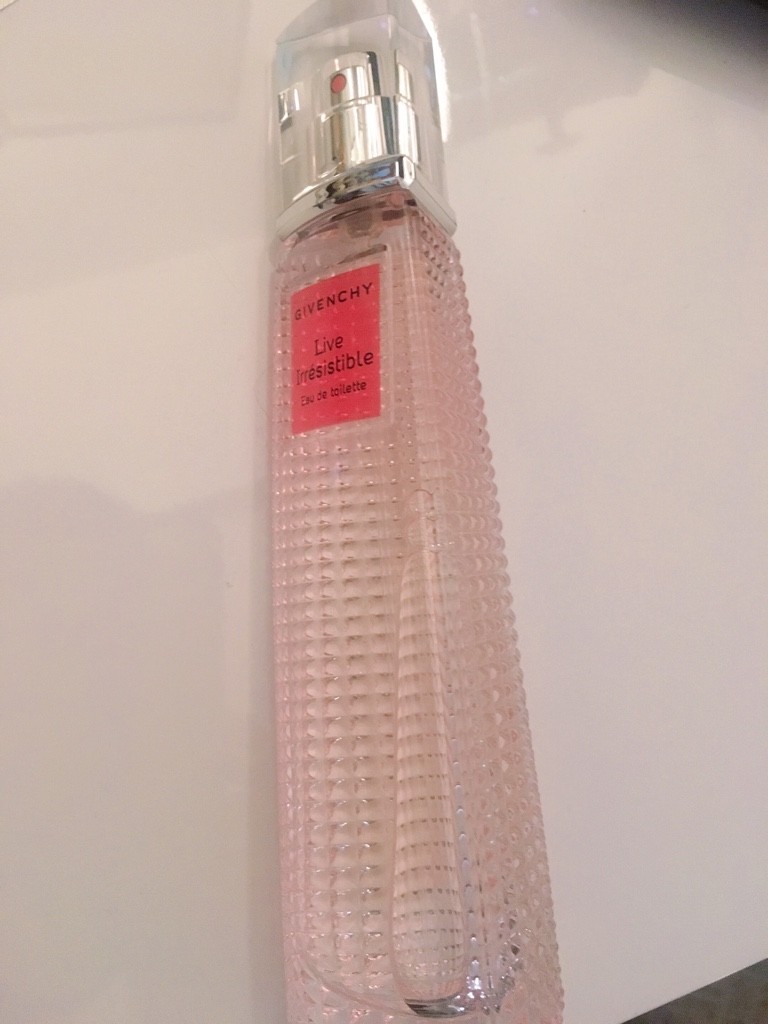 GIVENCHY
Live
Irrésistible
Eau de toilette